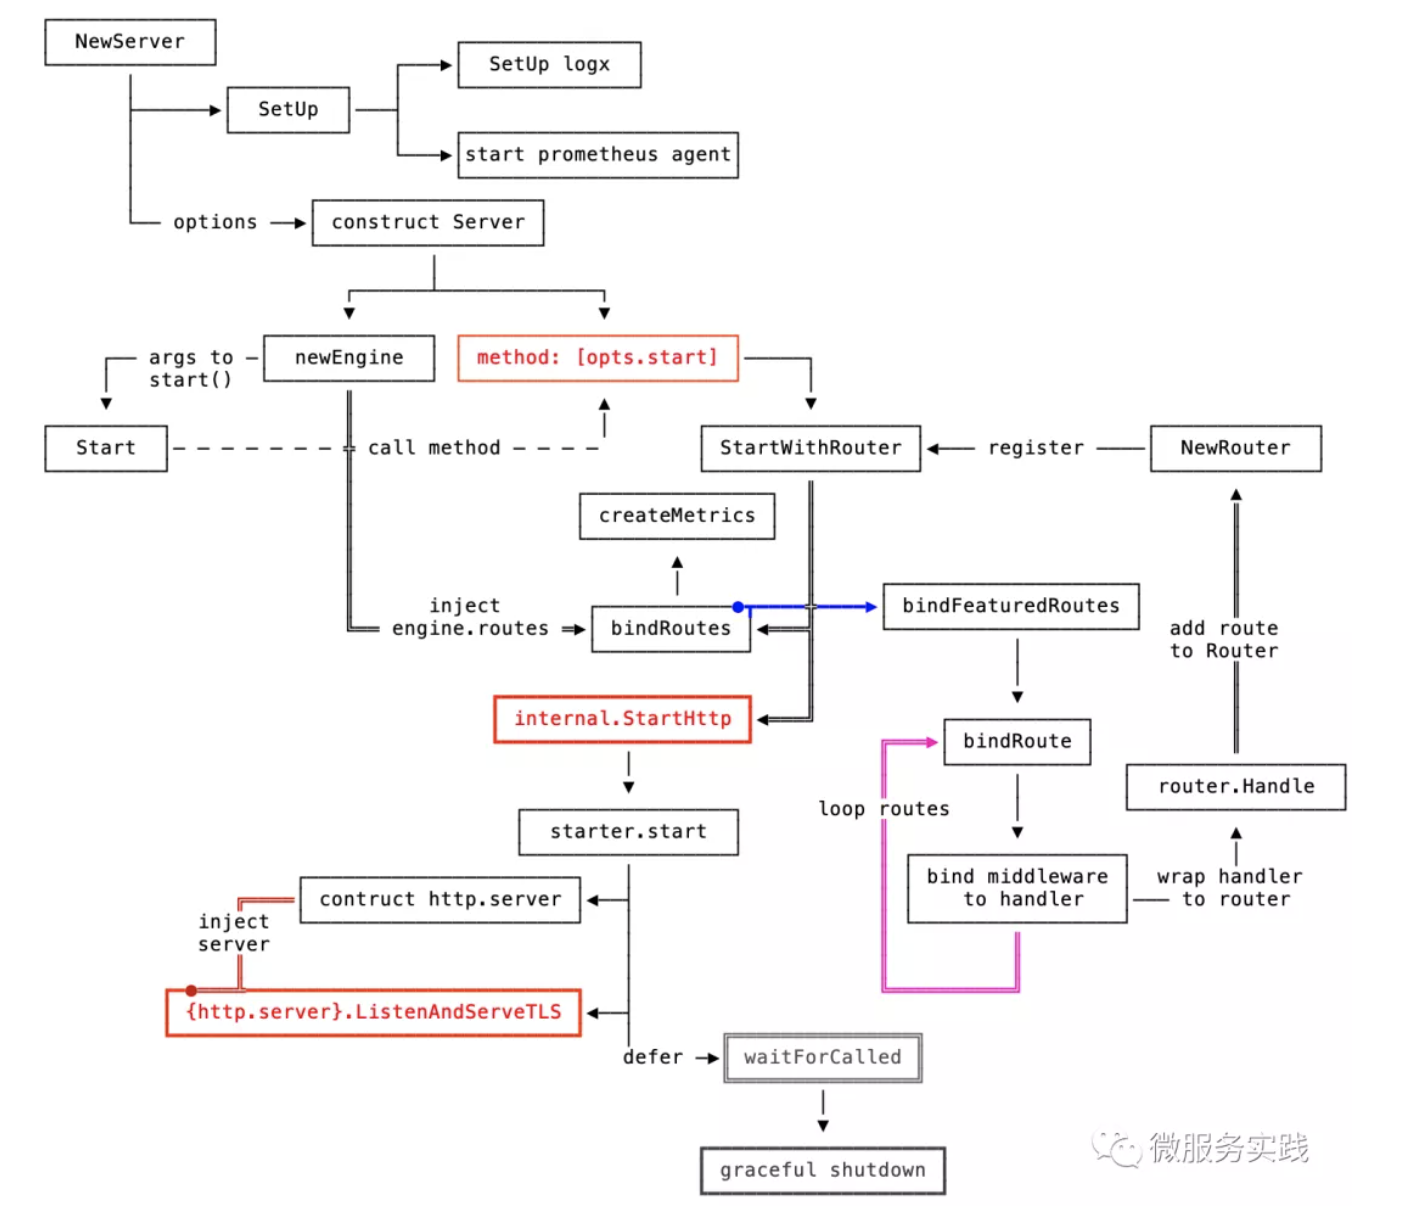 NewServer
SetUp logx
SetUp
start prometheus agent
options
construct Server
args to
start()
newEngine
method: [opts.start]
Start
call method
StartWithRouter
register
NewRouter
createMetrics
inject
engine.routes
bindRoutes
bindFeaturedRoutes
add route
to Router
internal.StartHttp
bindRoute
router.Handle
loop routes
starter.start
bind middleware
to handler
wrap handler
to router
contruct http.server
inject
server
{http.server}.ListenAndServeTLS
defer
waitForCalled
graceful shutdown
微服务实践